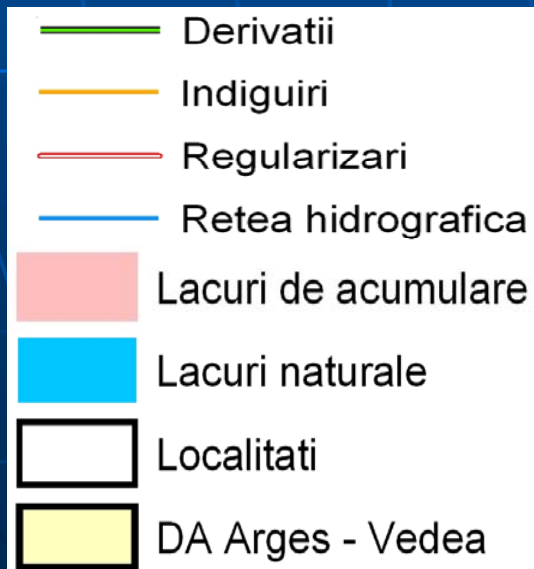 Derivatii
Indiguiri
Regularizari
Retea hidrografica
Lacuri de acumulare
Lacuri naturale
Localitati
DA Arges - Vedea